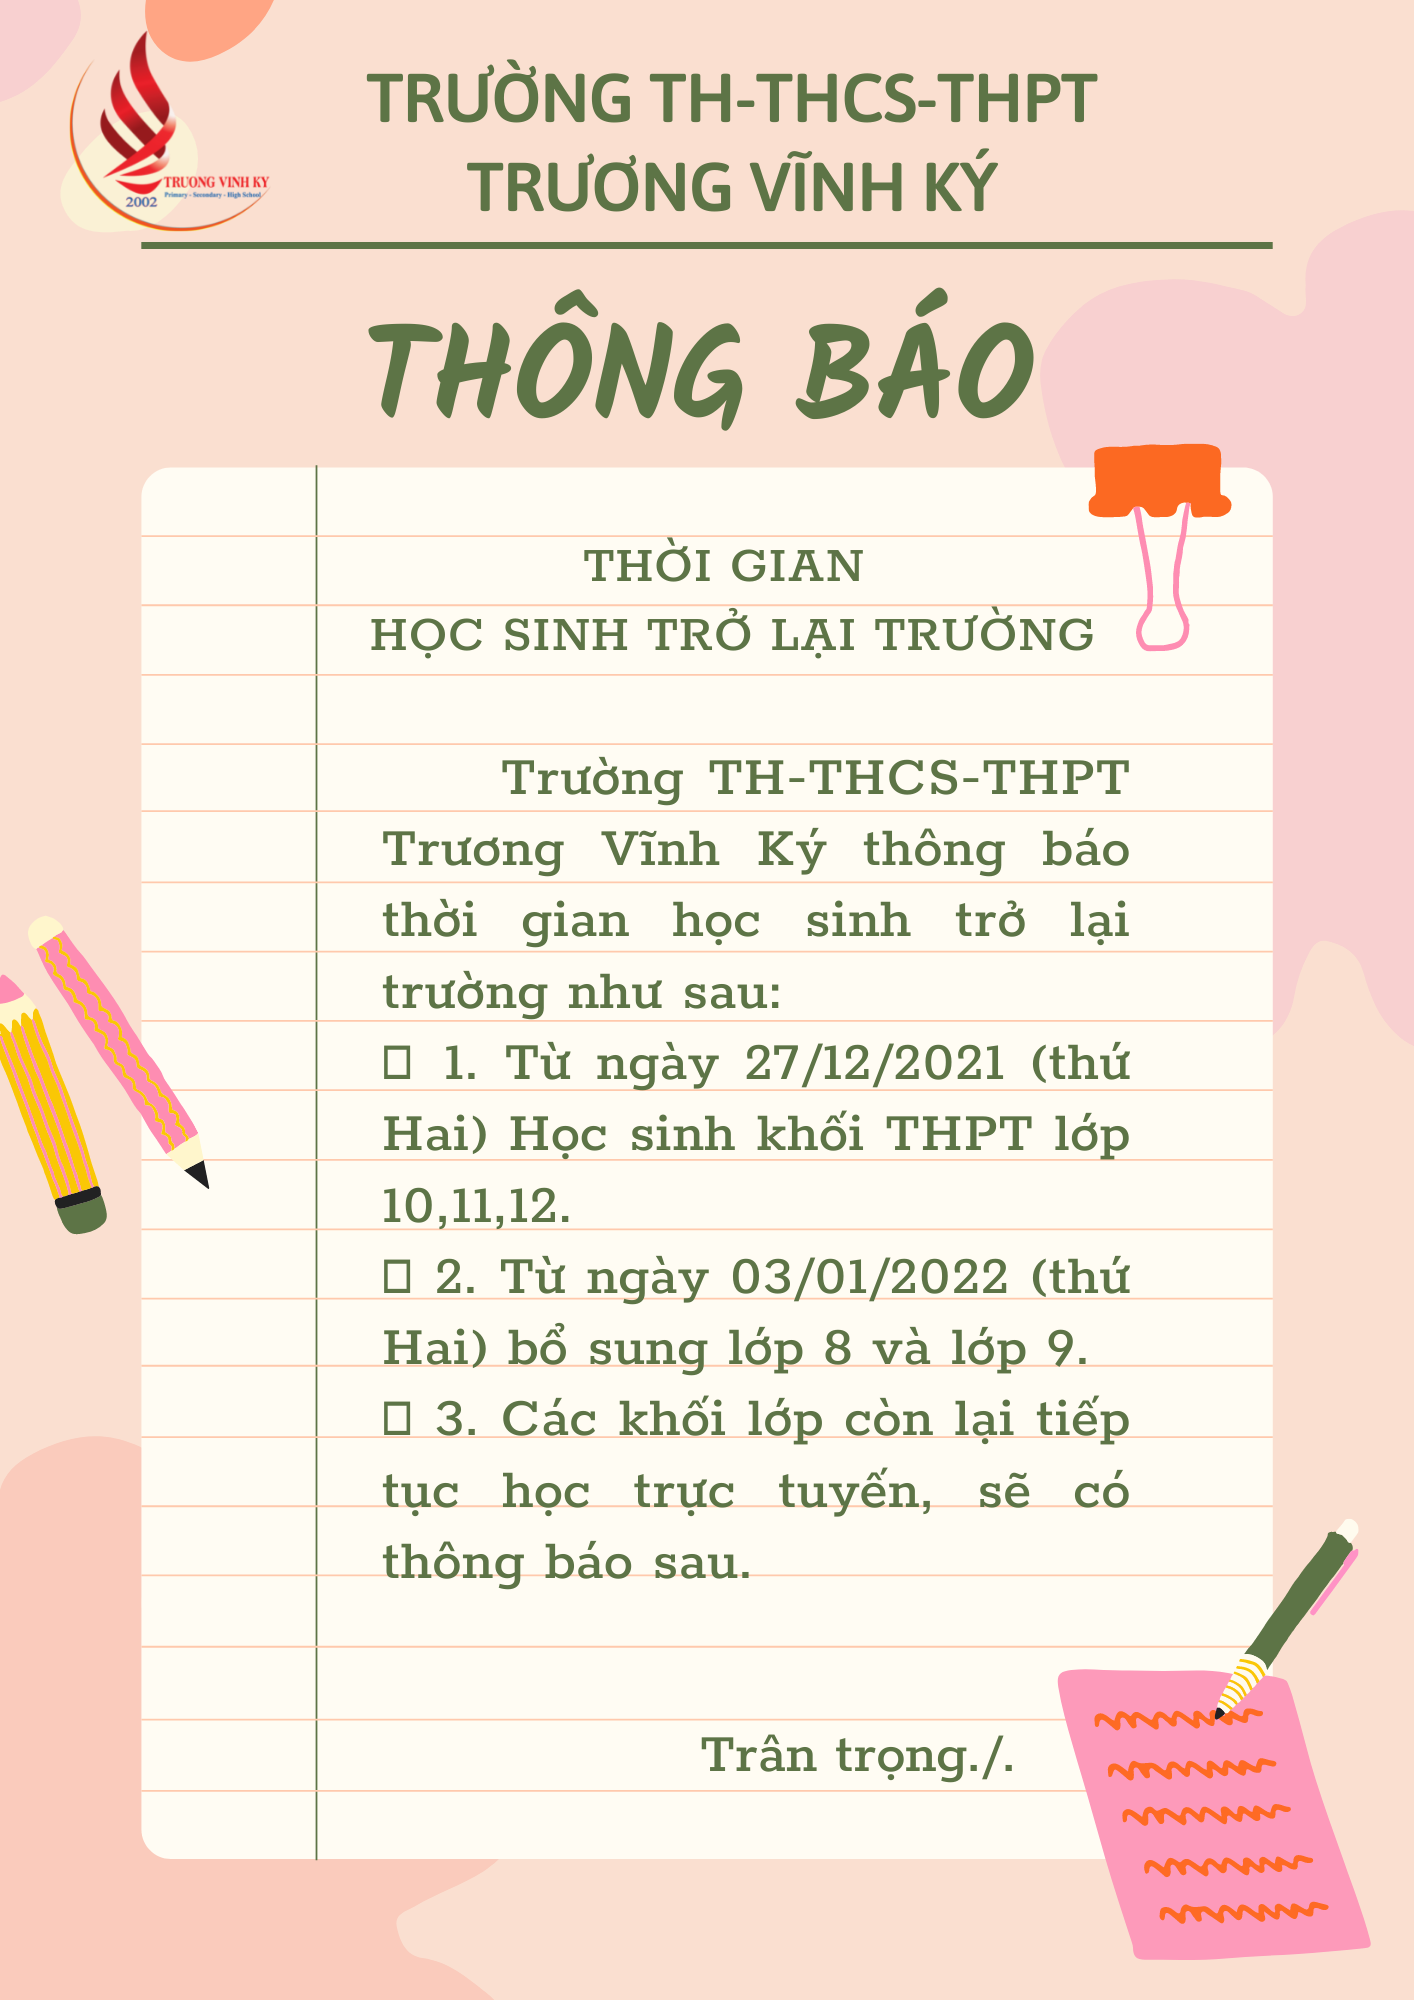 TRƯỜNG TH-THCS-THPT
TRƯƠNG VĨNH KÝ
TRUONG VINH KY
Primary - Secondary - High School
2002
THÔNG BÁO
THỜI GIAN
HỌC SINH TRỞ LẠI TRƯỜNG
Trường TH-THCS-THPT
Trương Vĩnh Ký thông báo
thời gian học sinh trở lại
trường như sau:
1. Từ ngày 27/12/2021 (thứ
Hai) Học sinh khối THPT lớp
10,11,12.
2. Từ ngày 03/01/2022 (thứ
Hai) bổ sung lớp 8 và lớp 9.
3. Các khối lớp còn lại tiếp
tục học trực tuyến, sẽ có
thông báo sau.
Trân trọng./.